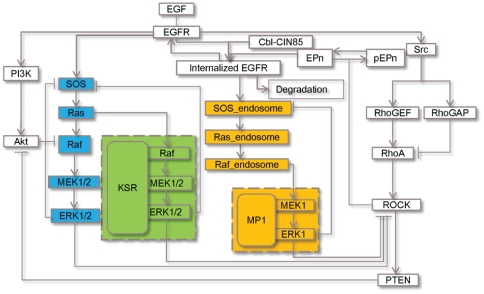 EGF
EGFR
Cbl-CIN85
EPn
pEPn
Src
PI3K
Internalized EGFR
SOS
Degradation
SOS_endosome
Ras
RhoGEF
RhoGAP
Akt
Raf
Ras_endosome
Raf
RhoA
Raf_endosome
KSR
MEK1/2
MEK1/2
MP1
MEK1
ROCK
ERK1/2
ERK1/2
ERK1
PTEN